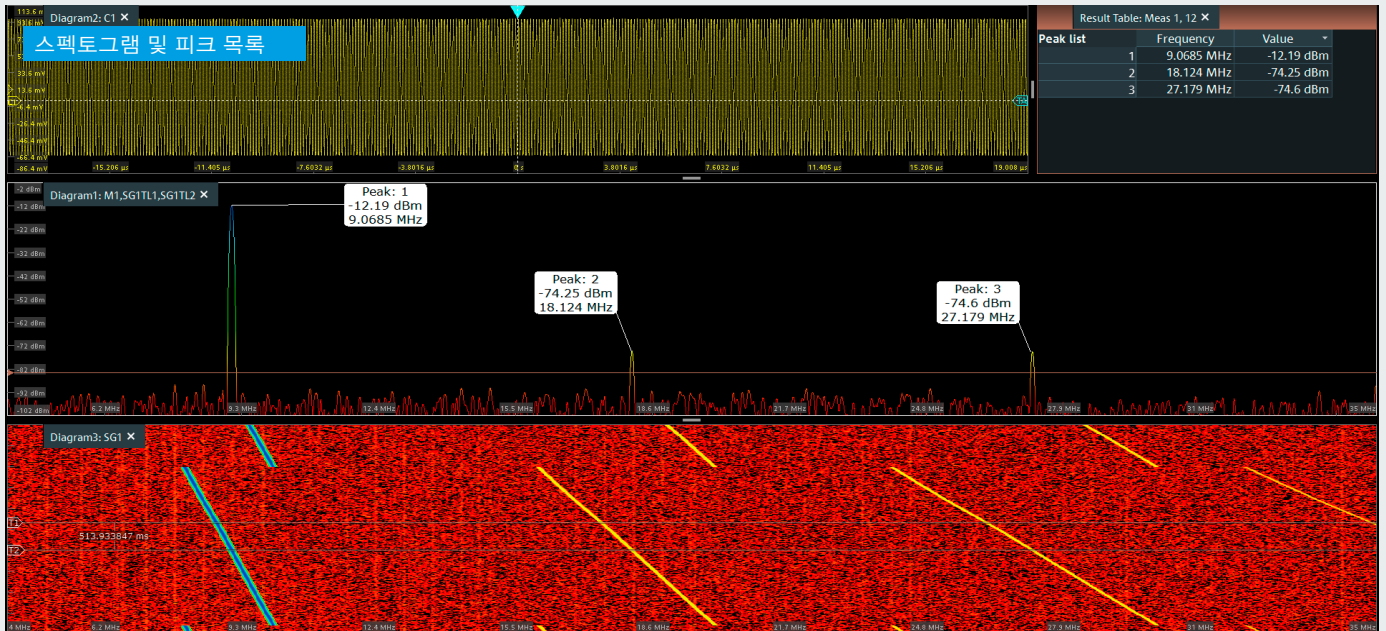 113.6 m
Diagram2: C1 ✕
스펙토그램 및 피크 목록
33.6 mV
13.6 mV
-6.4 mV
-26.4 mV
-46.4 mV
-66.4 mV
-86.4 mV
-15.206 µs
-11.405 µs
-7.6032 µs
-3.8016 µs
0 s
3.8016 µs
7.6032 µs
11.405 µs
15.206 µs
19.008 µs
Result Table: Meas 1, 12 ✕
Peak list Frequency Value
1 9.0685 MHz -12.19 dBm
2 18.124 MHz -74.25 dBm
3 27.179 MHz -74.6 dBm
Diagram1: M1,SG1TL1,SG1TL2 ✕
-2 dBm
-12 dBm
-22 dBm
-32 dBm
-42 dBm
-52 dBm
-62 dBm
-72 dBm
-82 dBm
-92 dBm
-102 dBm
Peak: 1
-12.19 dBm
9.0685 MHz
Peak: 2
-74.25 dBm
18.124 MHz
Peak: 3
-74.6 dBm
27.179 MHz
6.2 MHz
9.3 MHz
12.4 MHz
15.5 MHz
18.6 MHz
21.7 MHz
24.8 MHz
27.9 MHz
31 MHz
35 MHz
Diagram3: SG1 ✕
T1
513.933847 ms
T2
4 MHz
6.2 MHz
9.3 MHz
12.4 MHz
15.5 MHz
18.6 MHz
21.7 MHz
24.8 MHz
27.9 MHz
31 MHz
35 MHz